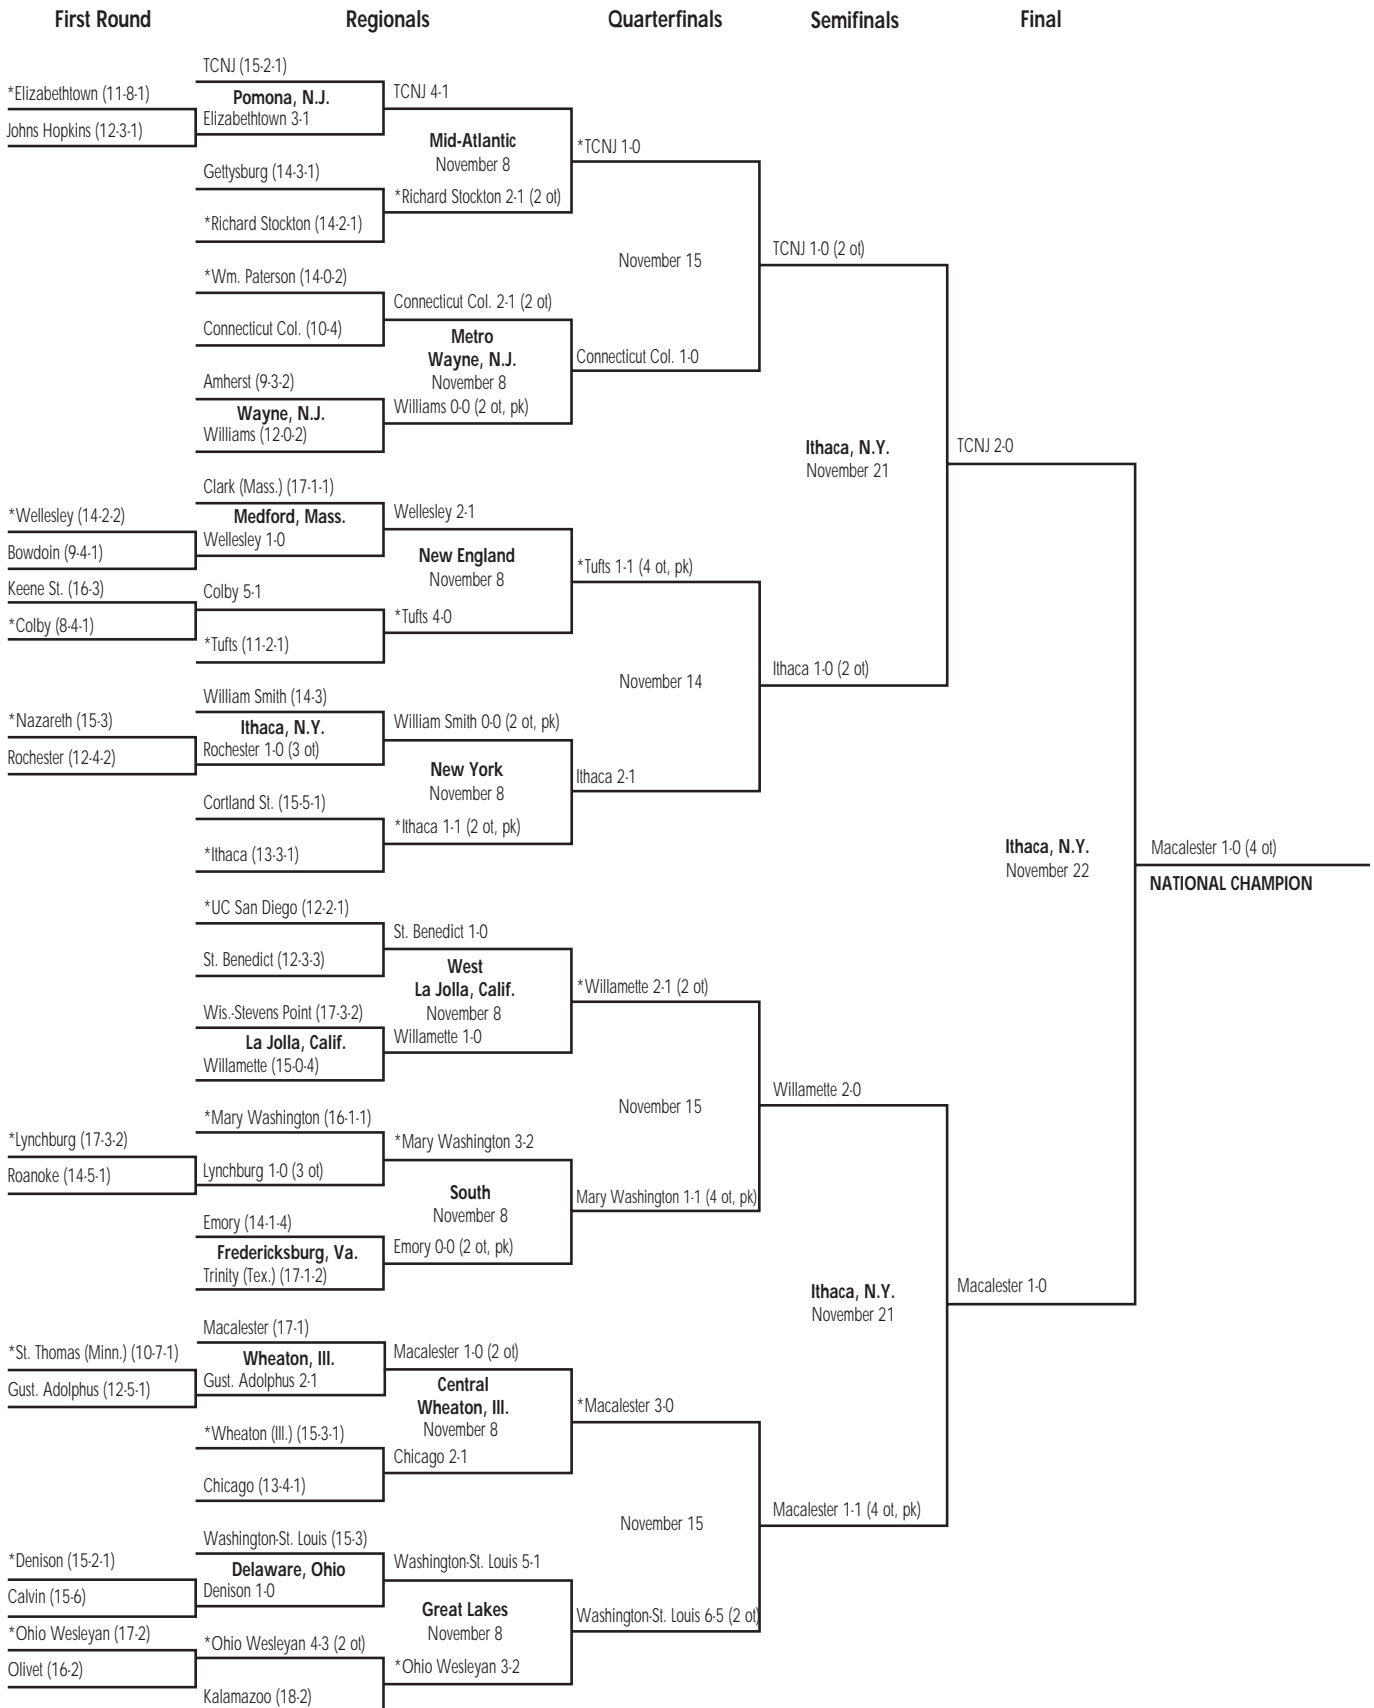 First Round
Regionals
Quarterfinals
Semifinals
Final
TCNJ (15-2-1)
*Elizabethtown (11-8-1)
Pomona, N.J.
TCNJ 4-1
Johns Hopkins (12-3-1)
Elizabethtown 3-1
Mid-Atlantic
November 8
*TCNJ 1-0
Gettysburg (14-3-1)
*Richard Stockton 2-1 (2 ot)
*Richard Stockton (14-2-1)
November 15
TCNJ 1-0 (2 ot)
*Wm. Paterson (14-0-2)
Connecticut Col. 2-1 (2 ot)
Connecticut Col. (10-4)
Metro
Wayne, N.J.
November 8
Connecticut Col. 1-0
Amherst (9-3-2)
Wayne, N.J.
Williams 0-0 (2 ot, pk)
Williams (12-0-2)
Ithaca, N.Y.
November 21
TCNJ 2-0
Clark (Mass.) (17-1-1)
*Wellesley (14-2-2)
Medford, Mass.
Wellesley 2-1
Bowdoin (9-4-1)
Wellesley 1-0
New England
November 8
*Tufts 1-1 (4 ot, pk)
Keene St. (16-3)
Colby 5-1
*Colby (8-4-1)
*Tufts 4-0
*Tufts (11-2-1)
November 14
Ithaca 1-0 (2 ot)
William Smith (14-3)
*Nazareth (15-3)
Ithaca, N.Y.
William Smith 0-0 (2 ot, pk)
Rochester (12-4-2)
Rochester 1-0 (3 ot)
New York
November 8
Ithaca 2-1
Cortland St. (15-5-1)
*Ithaca 1-1 (2 ot, pk)
*Ithaca (13-3-1)
Ithaca, N.Y.
November 22
Macalester 1-0 (4 ot)
NATIONAL CHAMPION
*UC San Diego (12-2-1)
St. Benedict 1-0
St. Benedict (12-3-3)
West
La Jolla, Calif.
November 8
*Willamette 2-1 (2 ot)
Wis.-Stevens Point (17-3-2)
La Jolla, Calif.
Willamette 1-0
Willamette (15-0-4)
November 15
Willamette 2-0
*Mary Washington (16-1-1)
*Lynchburg (17-3-2)
*Mary Washington 3-2
Roanoke (14-5-1)
Lynchburg 1-0 (3 ot)
South
November 8
Mary Washington 1-1 (4 ot, pk)
Emory (14-1-4)
Fredericksburg, Va.
Emory 0-0 (2 ot, pk)
Trinity (Tex.) (17-1-2)
Ithaca, N.Y.
November 21
Macalester 1-0
Macalester (17-1)
*St. Thomas (Minn.) (10-7-1)
Wheaton, Ill.
Macalester 1-0 (2 ot)
Gust. Adolphus (12-5-1)
Gust. Adolphus 2-1
Central
Wheaton, Ill.
November 8
*Macalester 3-0
*Wheaton (Ill.) (15-3-1)
Chicago 2-1
Chicago (13-4-1)
November 15
Macalester 1-1 (4 ot, pk)
Washington-St. Louis (15-3)
*Denison (15-2-1)
Delaware, Ohio
Washington-St. Louis 5-1
Calvin (15-6)
Denison 1-0
Great Lakes
November 8
Washington-St. Louis 6-5 (2 ot)
*Ohio Wesleyan (17-2)
*Ohio Wesleyan 4-3 (2 ot)
Olivet (16-2)
*Ohio Wesleyan 3-2
Kalamazoo (18-2)